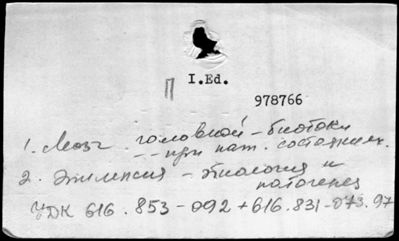 П
I.Ed.
978766
1. Мозг головной - биотоки
-- при пат. состояниях.
2. Эпилепсия - этиология и
патогенез
УДК 616.853-092+616.831-073.97